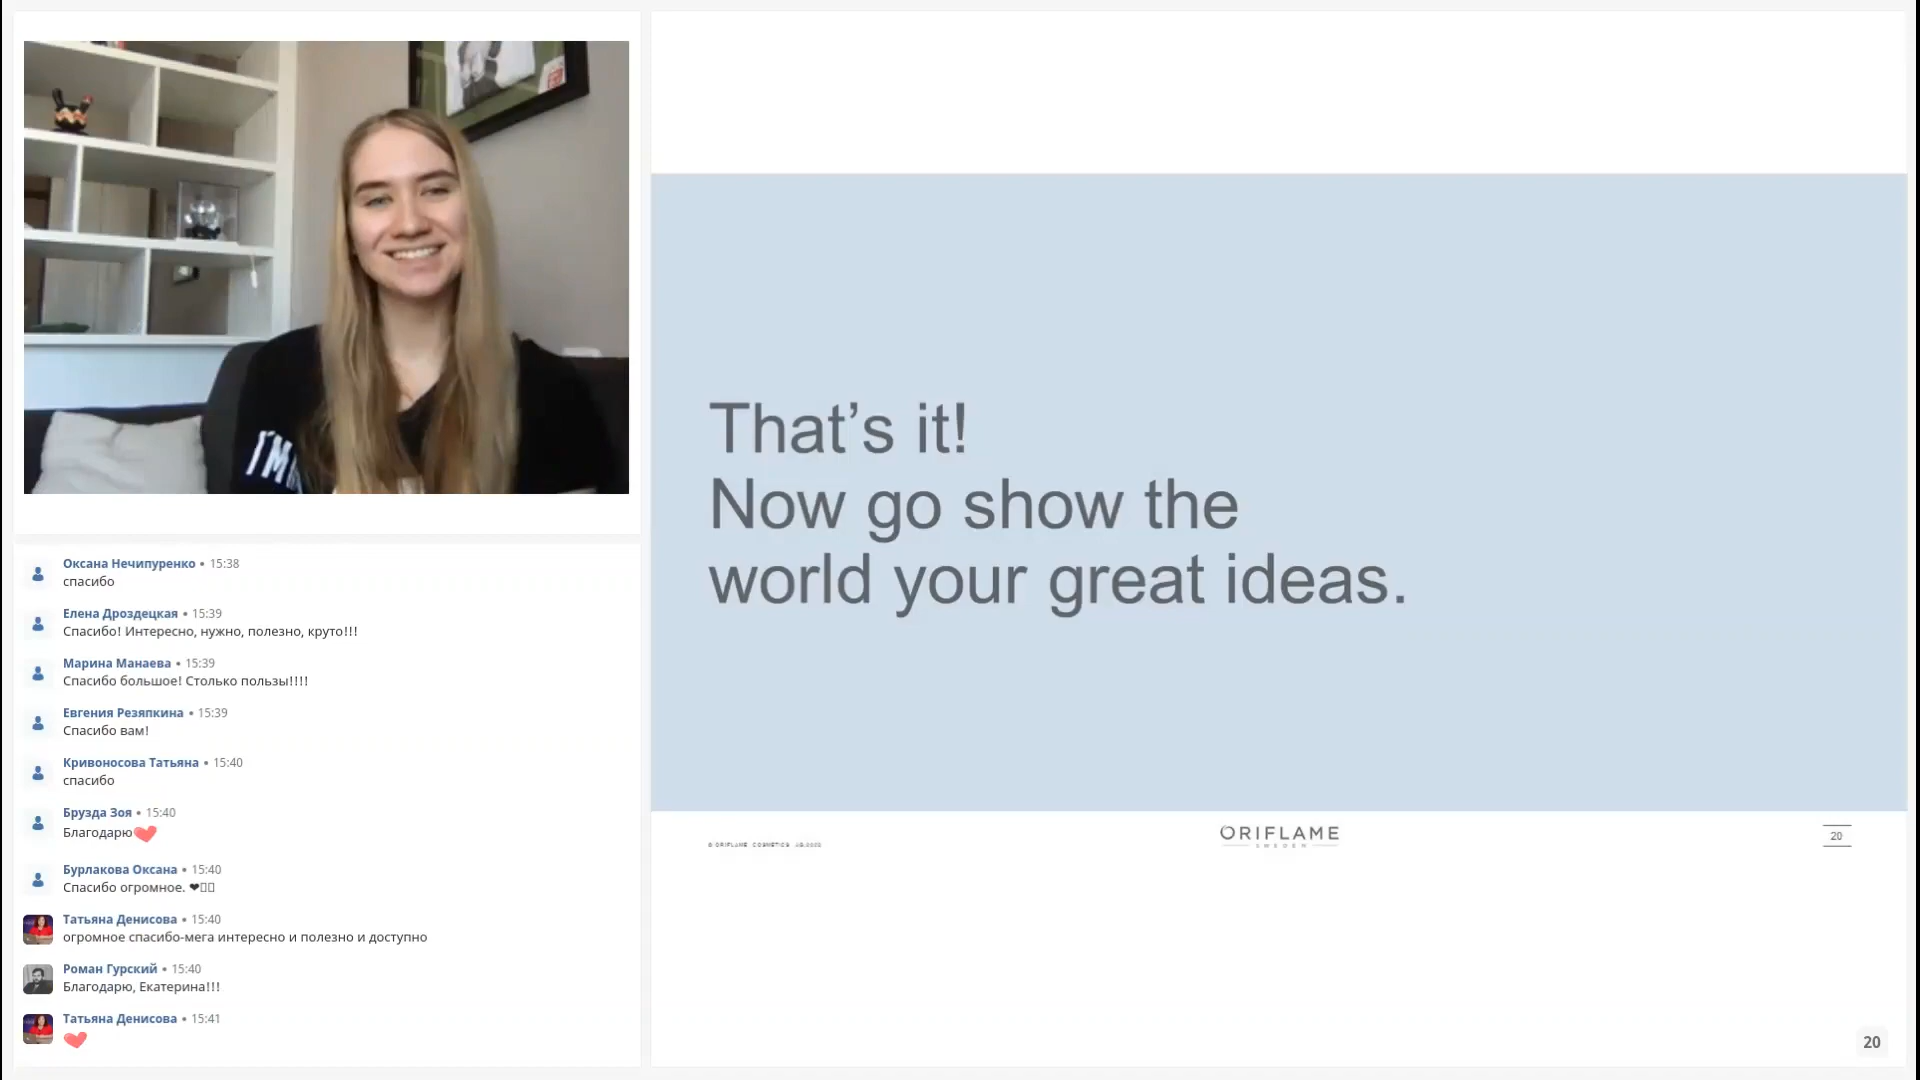 I'M
Оксана Нечипуренко • 15:38
спасибо
Елена Дроздецкая • 15:39
Спасибо! Интересно, нужно, полезно, круто!!!
Марина Манаева • 15:39
Спасибо большое! Столько пользы!!!!
Евгения Резяпкина • 15:39
Спасибо вам!
Кривоносова Татьяна • 15:40
спасибо
Брузда Зоя • 15:40
Благодарю❤
Бурлакова Оксана • 15:40
Спасибо огромное. ❤
Татьяна Денисова • 15:40
огромное спасибо-мега интересно и полезно и доступно
Роман Гурский • 15:40
Благодарю, Екатерина!!!
Татьяна Денисова • 15:41
❤
That’s it!
Now go show the
world your great ideas.
© ORIFLAME COSMETICS
ORIFLAME
SWEDEN
20
20